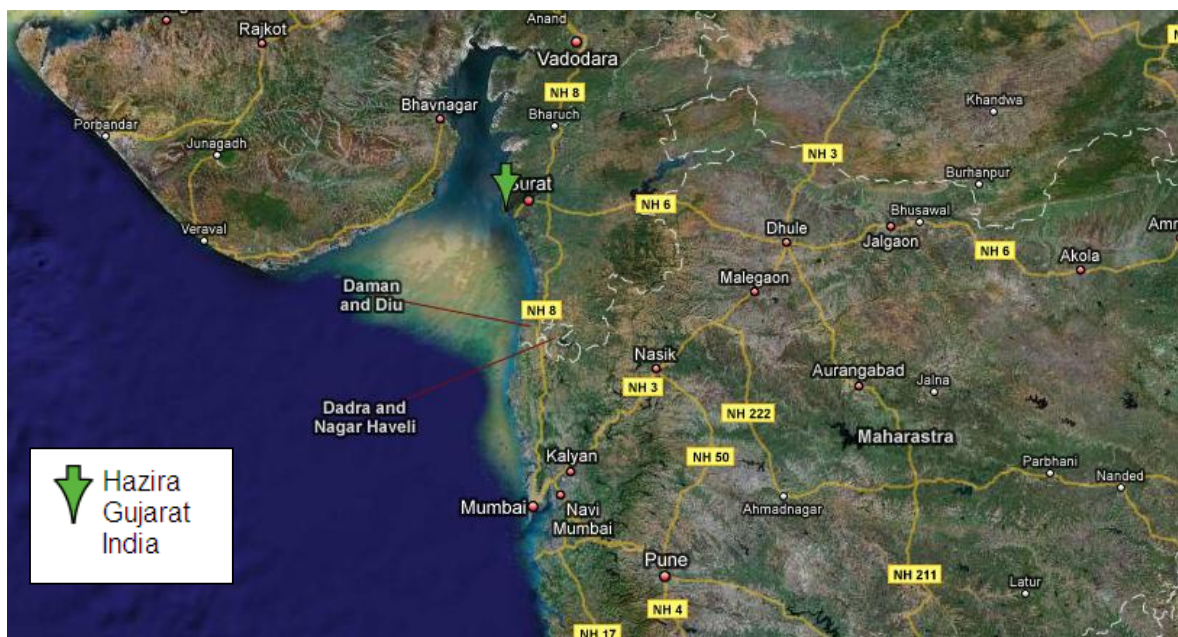 Rajkot
Anand
Vadodara
NH 8
Bhavnagar
Bharuch
Khandwa
Porbandar
Junagadh
NH 3
Burhanpur
Surat
NH 6
Bhusawal
Veraval
Dhule
Jalgaon
NH 6
Akola
Malegaon
Daman
and Diu
NH 8
Nasik
NH 3
Aurangabad
Jalna
Dadra and
Nagar Haveli
NH 222
Maharastra
NH 50
Kalyan
Parbhani
Nanded
Mumbai
Navi
Mumbai
Ahmadnagar
Pune
NH 211
Latur
NH 4
NH 17
Hazira
Gujarat
India